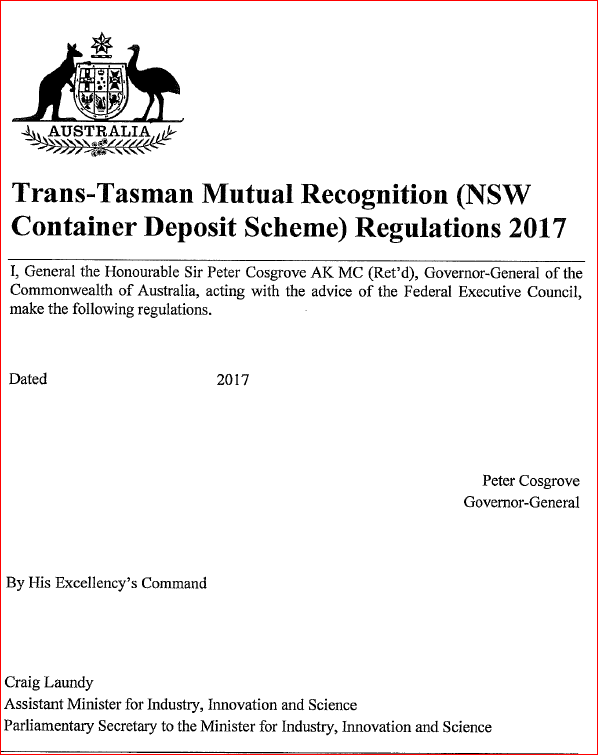 AUSTRALIA
Trans-Tasman Mutual Recognition (NSW
Container Deposit Scheme) Regulations 2017
I, General the Honourable Sir Peter Cosgrove AK MC (Ret’d), Governor-General of the
Commonwealth of Australia, acting with the advice of the Federal Executive Council,
make the following regulations.
Dated 2017
Peter Cosgrove
Governor-General
By His Excellency’s Command
Craig Laundy
Assistant Minister for Industry, Innovation and Science
Parliamentary Secretary to the Minister for Industry, Innovation and Science